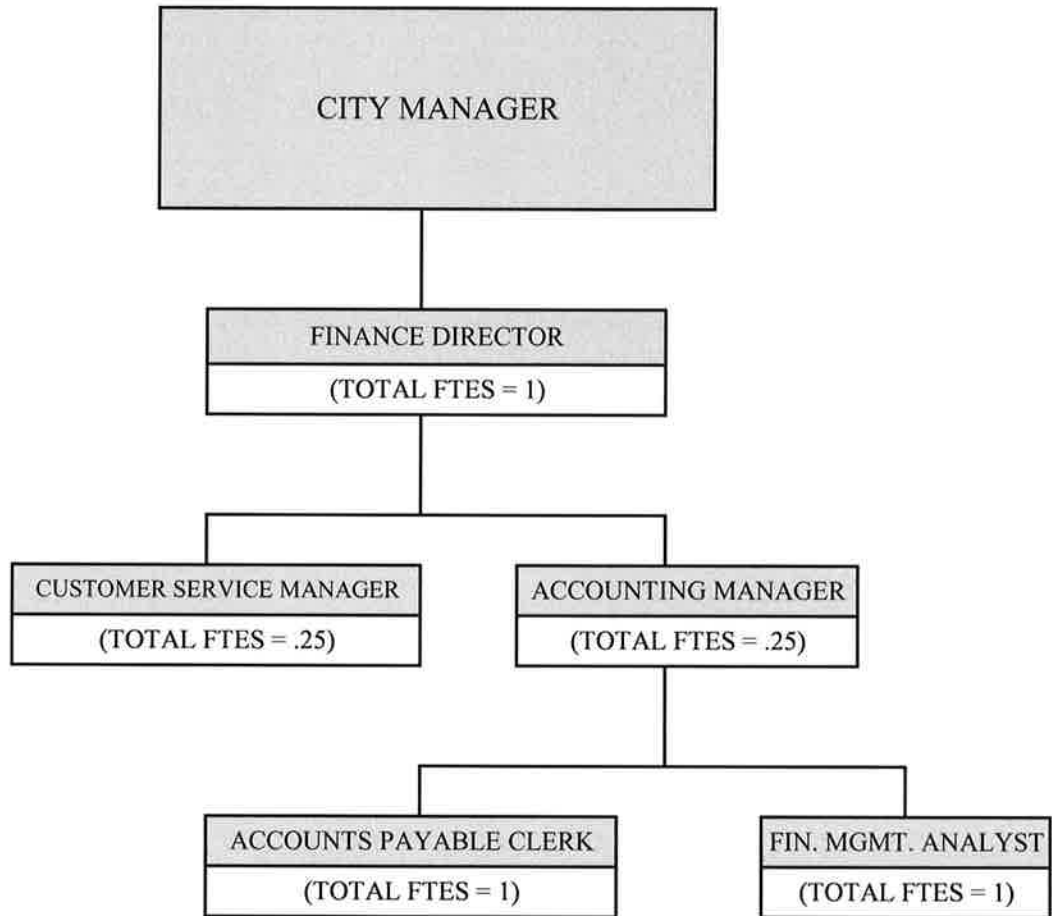 CITY MANAGER
FINANCE DIRECTOR
(TOTAL FTES = 1)
CUSTOMER SERVICE MANAGER
(TOTAL FTES = .25)
ACCOUNTING MANAGER
(TOTAL FTES = .25)
ACCOUNTS PAYABLE CLERK
(TOTAL FTES = 1)
FIN. MGMT. ANALYST
(TOTAL FTES = 1)